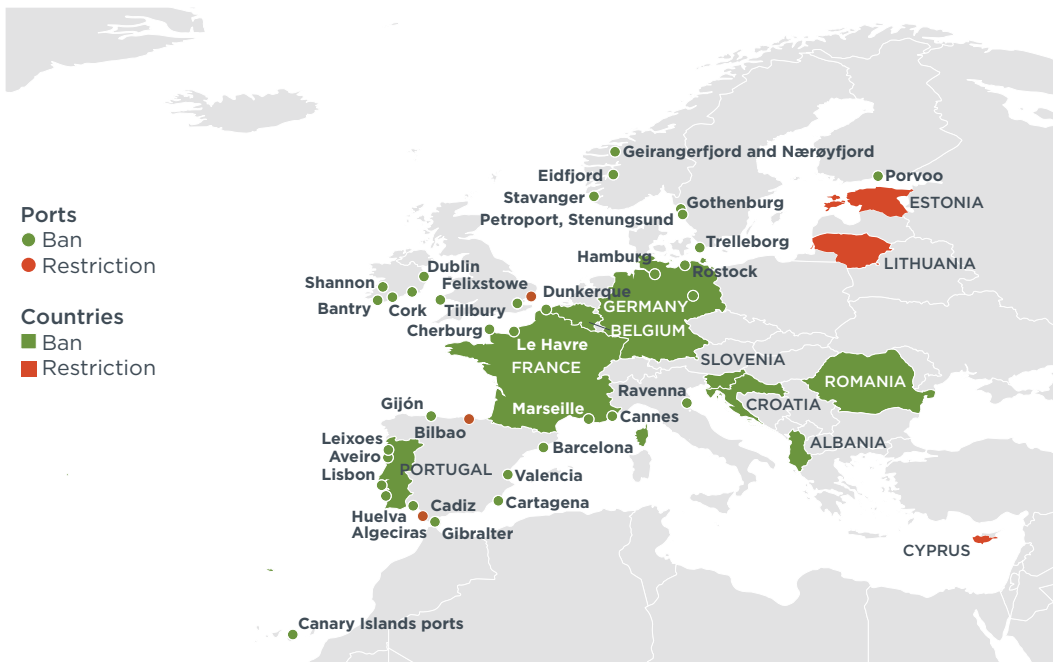 Ports
Ban
Restriction
Countries
Ban
Restriction
Geirangerfjord and Nærøyfjord
Eidfjord
Stavanger
Petroport, Stenungsund
Gothenburg
Porvoo
ESTONIA
Trelleborg
LITHUANIA
Hamburg
Rostock
Dublin
Shannon
Felixstowe
Dunkerque
Bantry
Cork
Tillbury
GERMANY
Cherburg
BELGIUM
Le Havre
FRANCE
SLOVENIA
ROMANIA
Ravenna
CROATIA
Gijón
Marseille
Cannes
Bilbao
Leixoes
ALBANIA
Aveiro
Barcelona
PORTUGAL
Lisbon
Valencia
Cartagena
Cadiz
Huelva
Algeciras
Gibralter
CYPRUS
Canary Islands ports